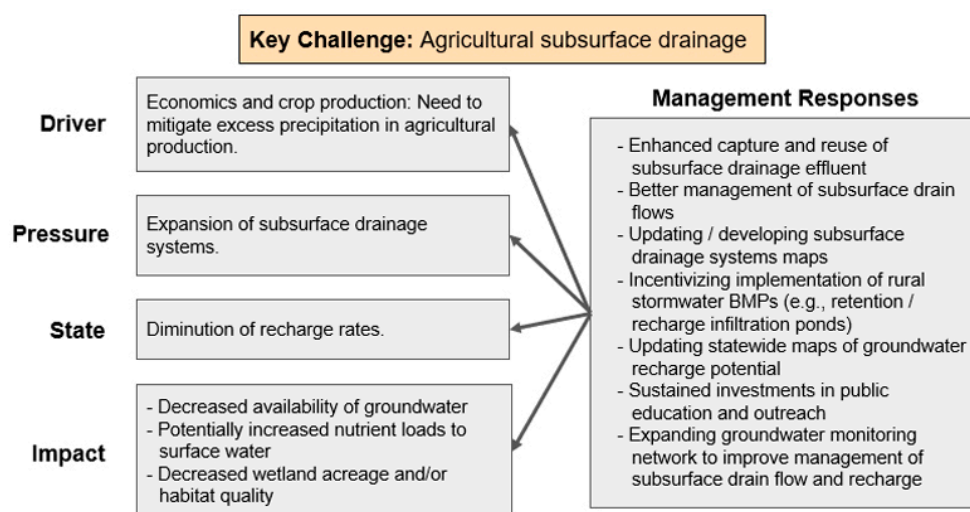 Key Challenge: Agricultural subsurface drainage
Driver
Economics and crop production: Need to
mitigate excess precipitation in agricultural
production.
Pressure
Expansion of subsurface drainage
systems.
State
Diminution of recharge rates.
Impact
- Decreased availability of groundwater
- Potentially increased nutrient loads to
surface water
- Decreased wetland acreage and/or
habitat quality
Management Responses
- Enhanced capture and reuse of
subsurface drainage effluent
- Better management of subsurface drain
flows
- Updating / developing subsurface
drainage systems maps
- Incentivizing implementation of rural
stormwater BMPs (e.g., retention /
recharge infiltration ponds)
- Updating statewide maps of groundwater
recharge potential
- Sustained investments in public
education and outreach
- Expanding groundwater monitoring
network to improve management of
subsurface drain flow and recharge